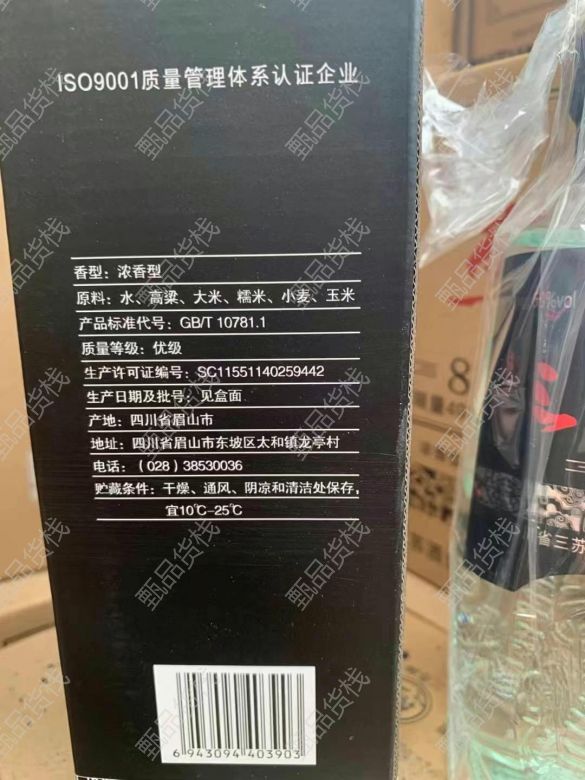 ISO9001质量管理体系认证企业
香型：浓香型
原料：水、高粱、大米、糯米、小麦、玉米
产品标准代号：GB/T 10781.1
质量等级：优级
生产许可证编号：SC11551140259442
生产日期及批号：见盒面
产地：四川省眉山市
地址：四川省眉山市东坡区太和镇龙亭村
电话：（028）38530036
贮藏条件：干燥、通风、阴凉和清洁处保存，
宜10℃-25℃
6 943094 403903
8
省三苏
甄品货栈